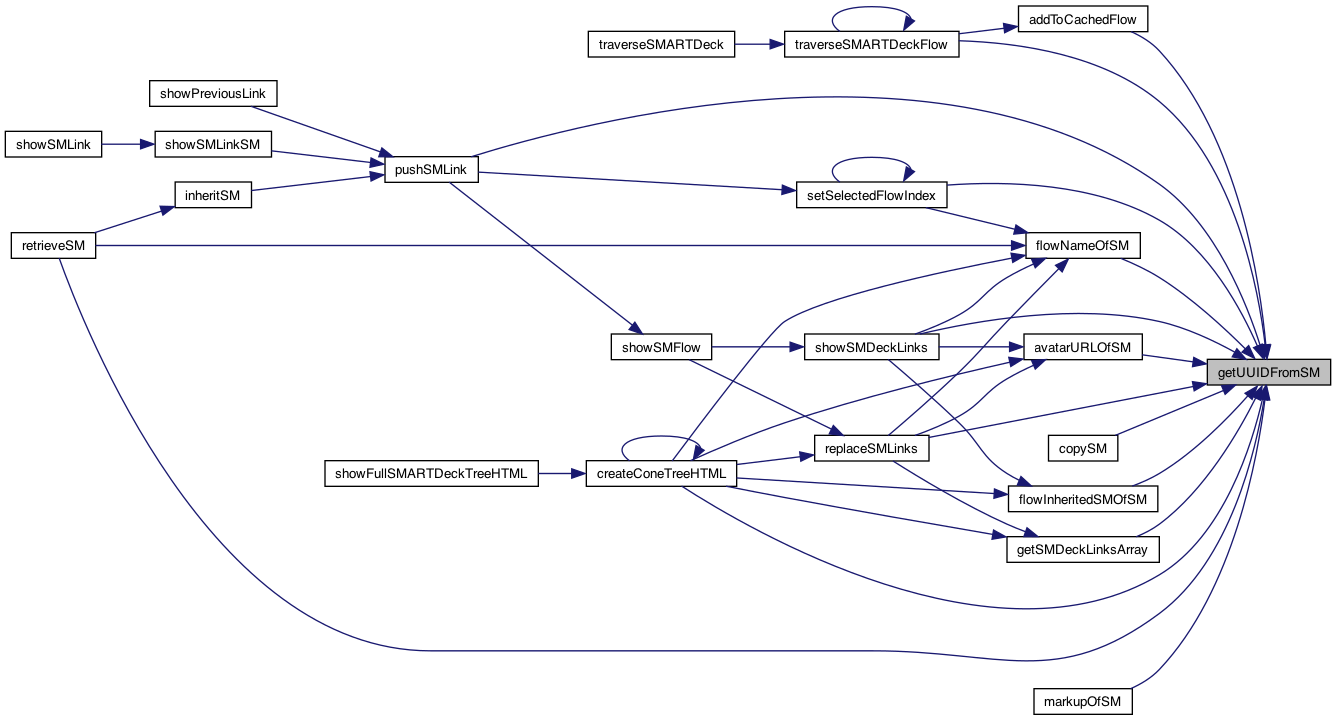 addToCachedFlow
traverseSMARTDeck
traverseSMARTDeckFlow
showPreviousLink
showSMLink
showSMLinkSM
pushSMLink
inheritSM
setSelectedFlowIndex
retrieveSM
flowNameOfSM
showSMFlow
showSMDeckLinks
avatarURLOfSM
getUUIDFromSM
replaceSMLinks
copySM
showFullSMARTDeckTreeHTML
createConeTreeHTML
flowInheritedSMOfSM
getSMDeckLinksArray
markupOfSM